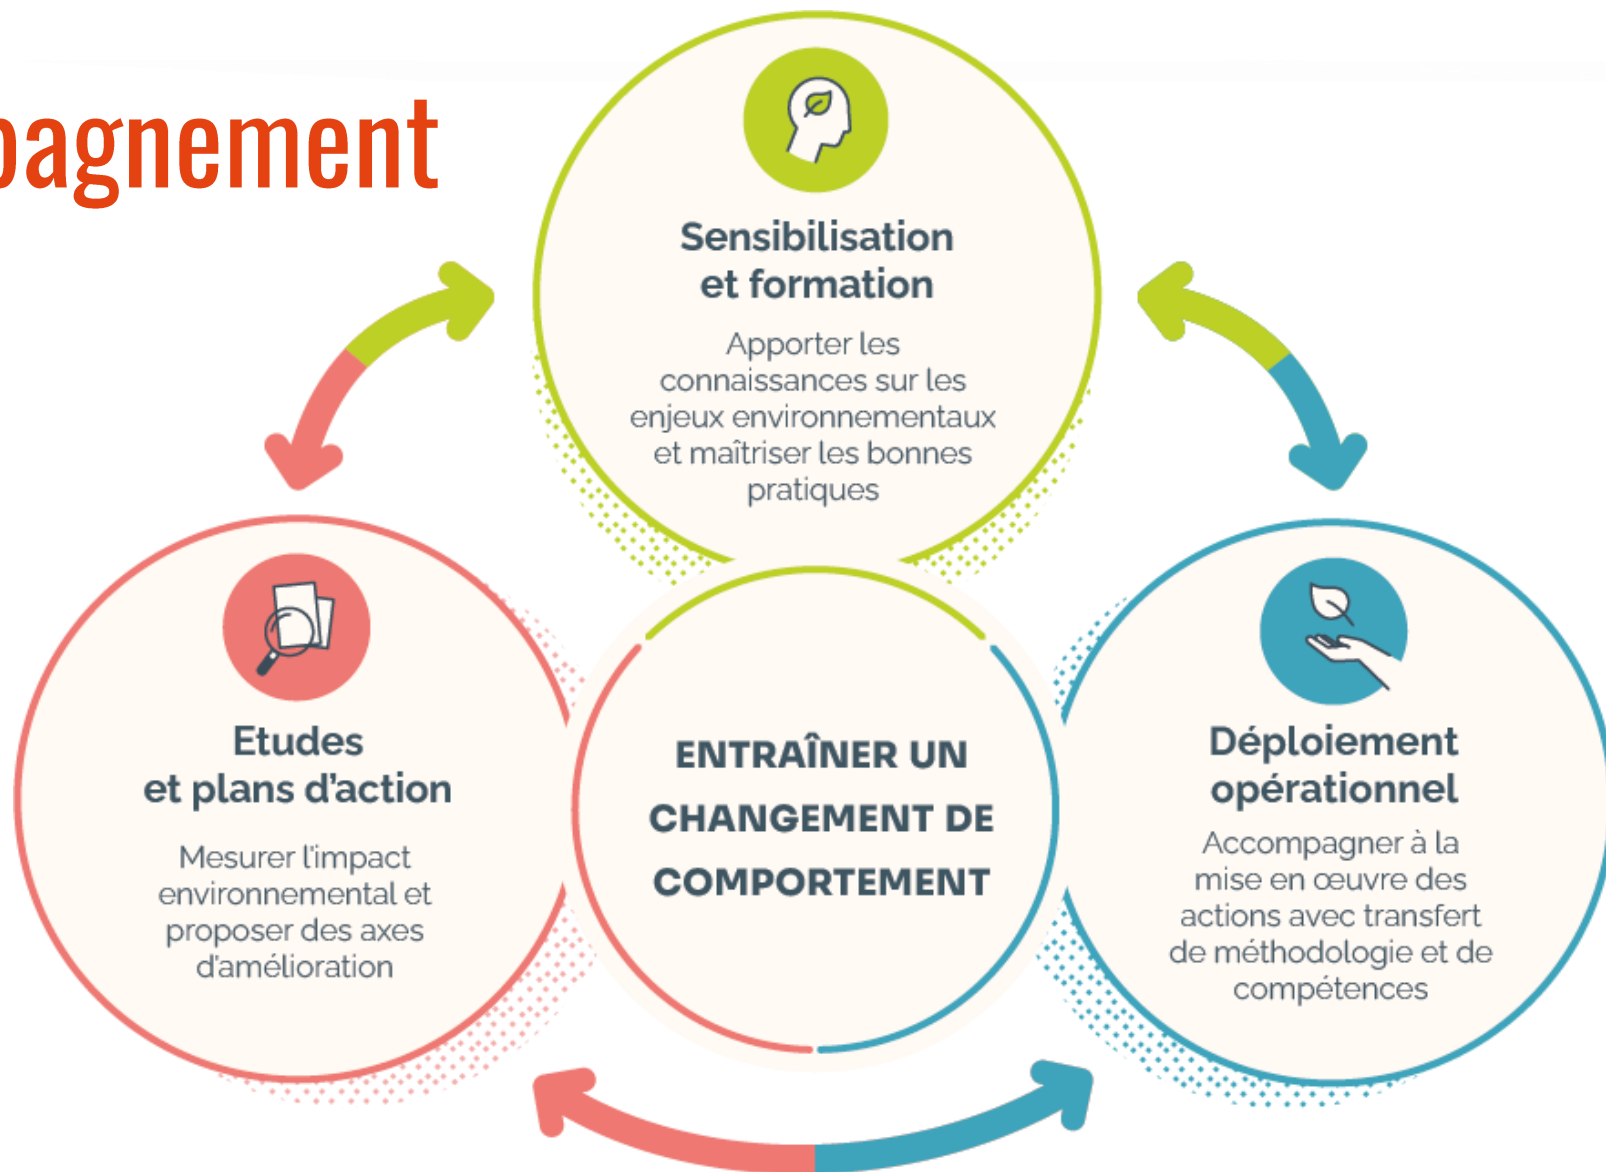 pagnement
Sensibilisation
et formation
Apporter les
connaissances sur les
enjeux environnementaux
et maîtriser les bonnes
pratiques
Etudes
et plans d'action
Mesurer l'impact
environnemental et
proposer des axes
d'amélioration
ENTRAÎNER UN
CHANGEMENT DE
COMPORTEMENT
Déploiement
opérationnel
Accompagner à la
mise en œuvre des
actions avec transfert
de méthodologie et de
compétences